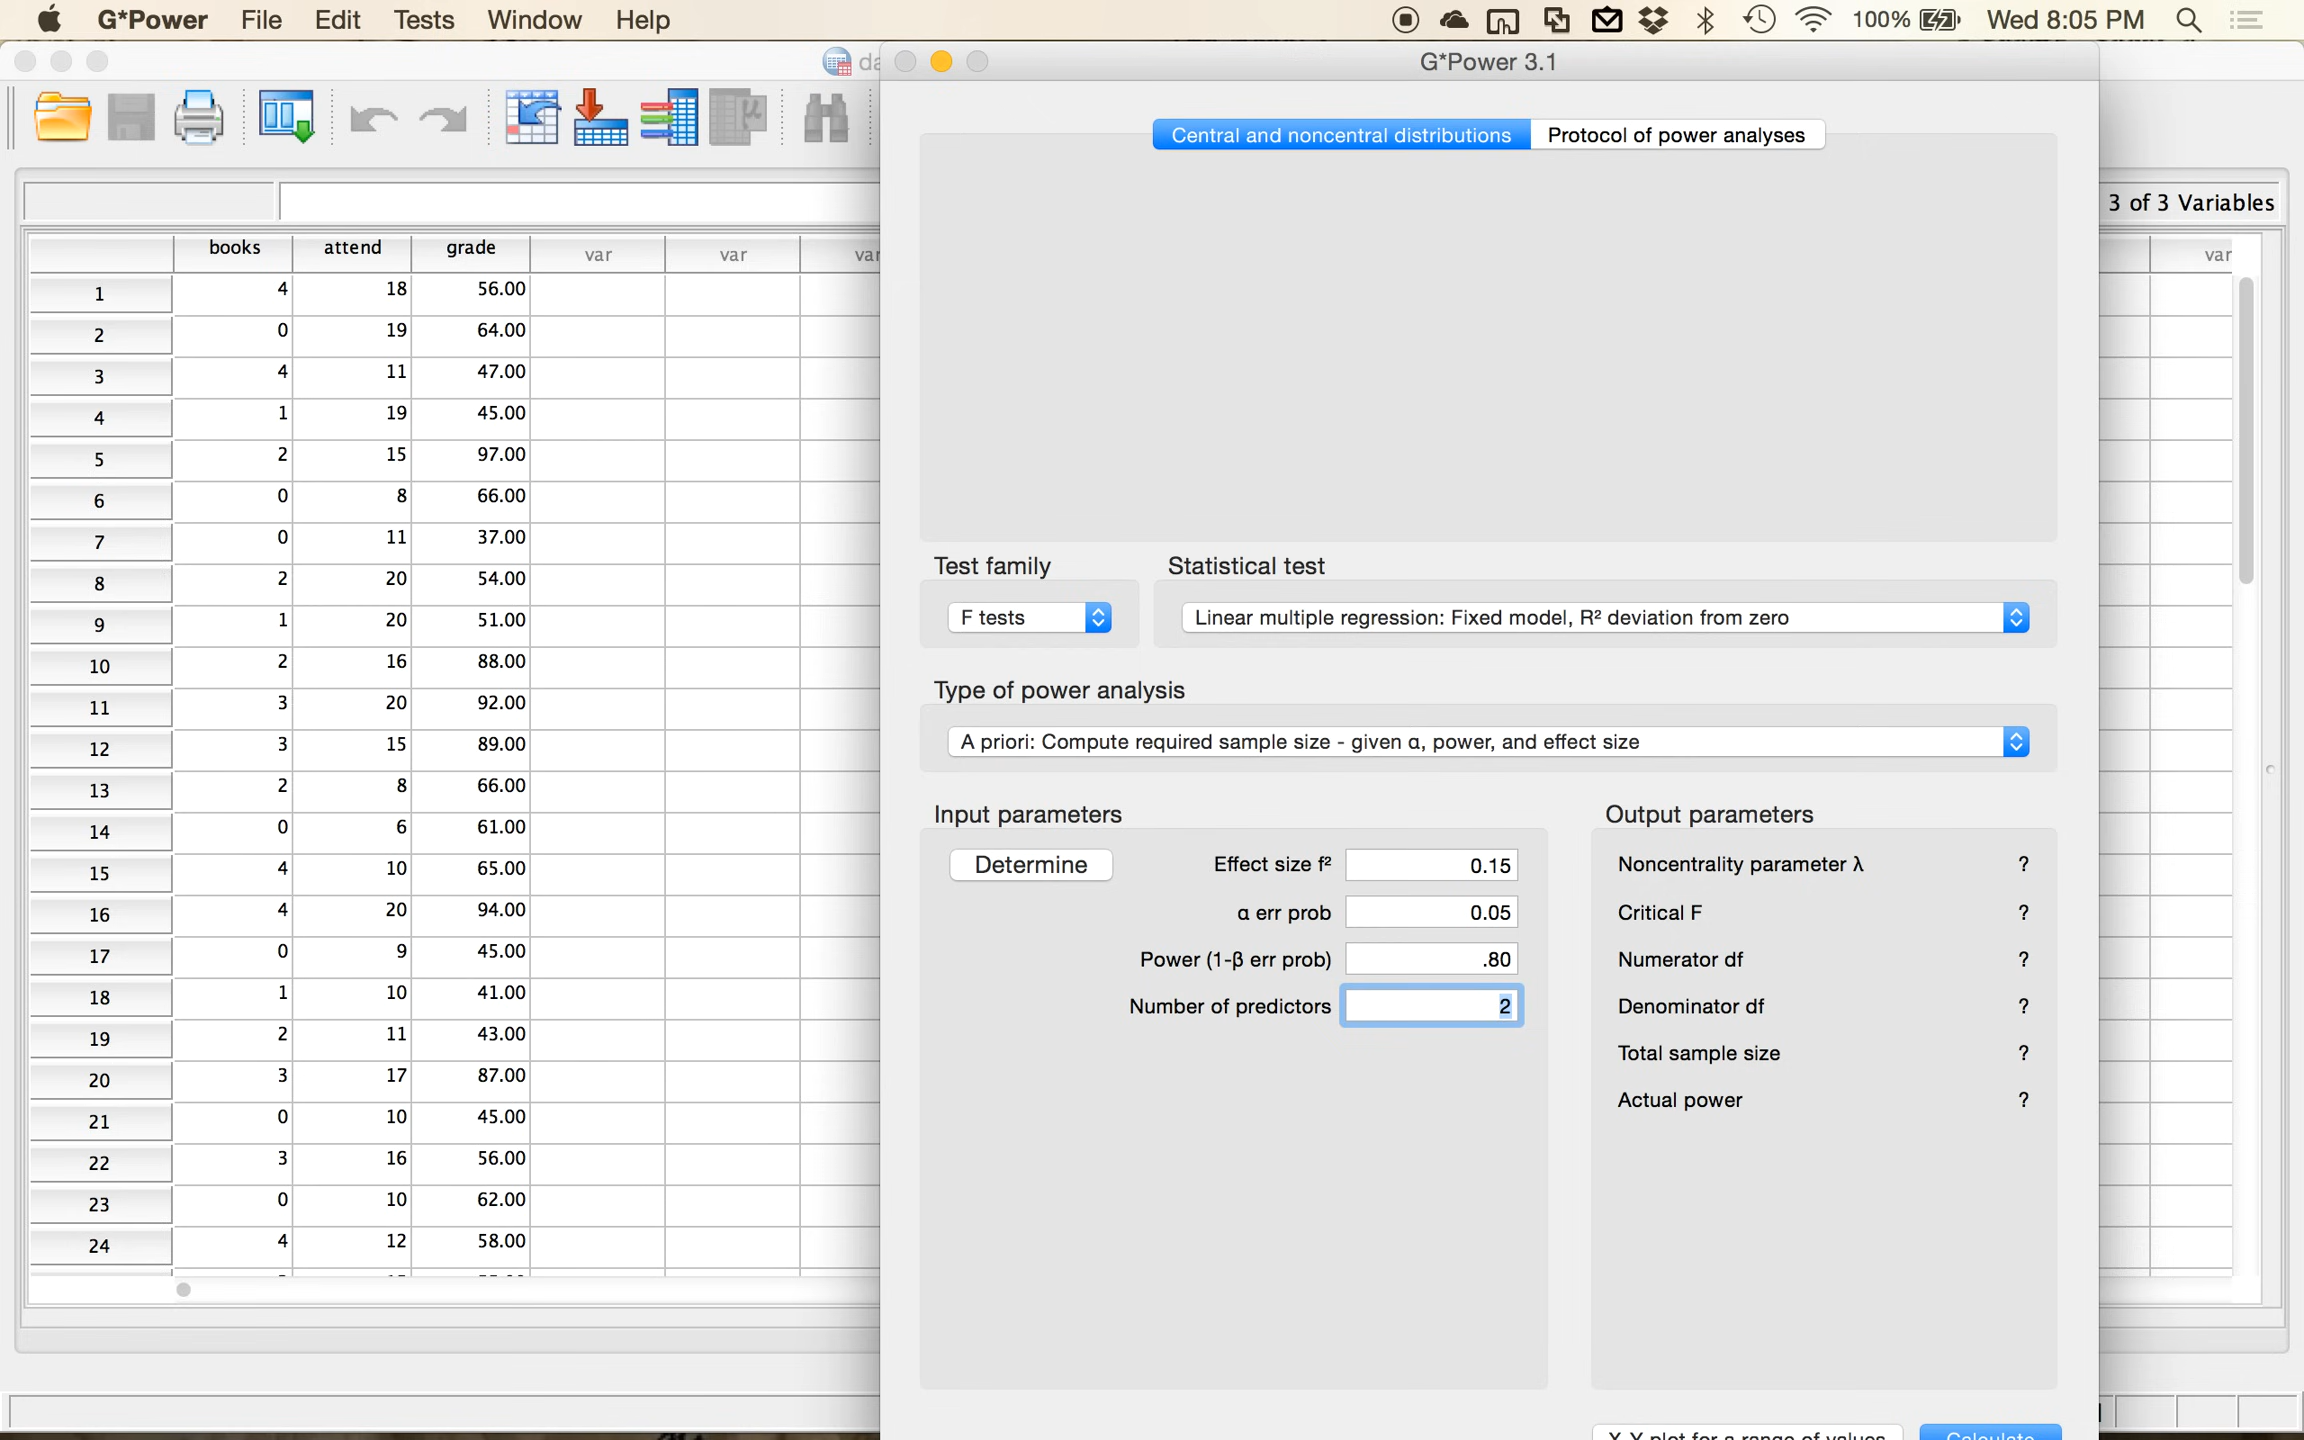 G*Power File Edit Tests Window Help 100% Wed 8:05 PM
G*Power 3.1
Central and noncentral distributions Protocol of power analyses
3 of 3 Variables
books attend grade var var var
1 4 18 56.00
2 0 19 64.00
3 4 11 47.00
4 1 19 45.00
5 2 15 97.00
6 0 8 66.00
7 0 11 37.00
8 2 20 54.00
9 1 20 51.00
10 2 16 88.00
11 3 20 92.00
12 3 15 89.00
13 2 8 66.00
14 0 6 61.00
15 4 10 65.00
16 4 20 94.00
17 0 9 45.00
18 1 10 41.00
19 2 11 43.00
20 3 17 87.00
21 0 10 45.00
22 3 16 56.00
23 0 10 62.00
24 4 12 58.00
var
Test family Statistical test
F tests Linear multiple regression: Fixed model, R² deviation from zero
Type of power analysis
A priori: Compute required sample size - given α, power, and effect size
Input parameters
Determine Effect size f² 0.15
α err prob 0.05
Power (1-β err prob) .80
Number of predictors 2
Output parameters
Noncentrality parameter λ ?
Critical F ?
Numerator df ?
Denominator df ?
Total sample size ?
Actual power ?
X-Y plot for a range of values Calculate